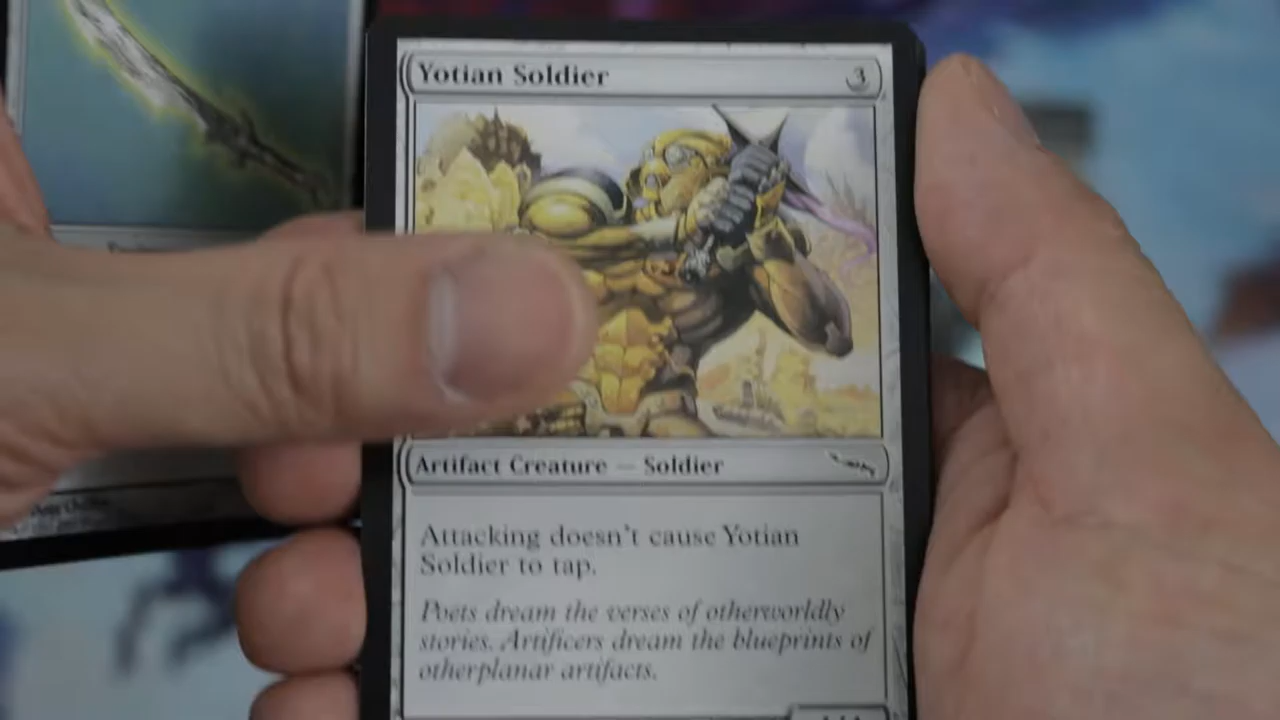 Yotian Soldier 3
Artifact Creature — Soldier
Attacking doesn't cause Yotian
Soldier to tap.
Poets dream the verses of otherworldly
stories. Artificers dream the blueprints of
otherplanar artifacts.